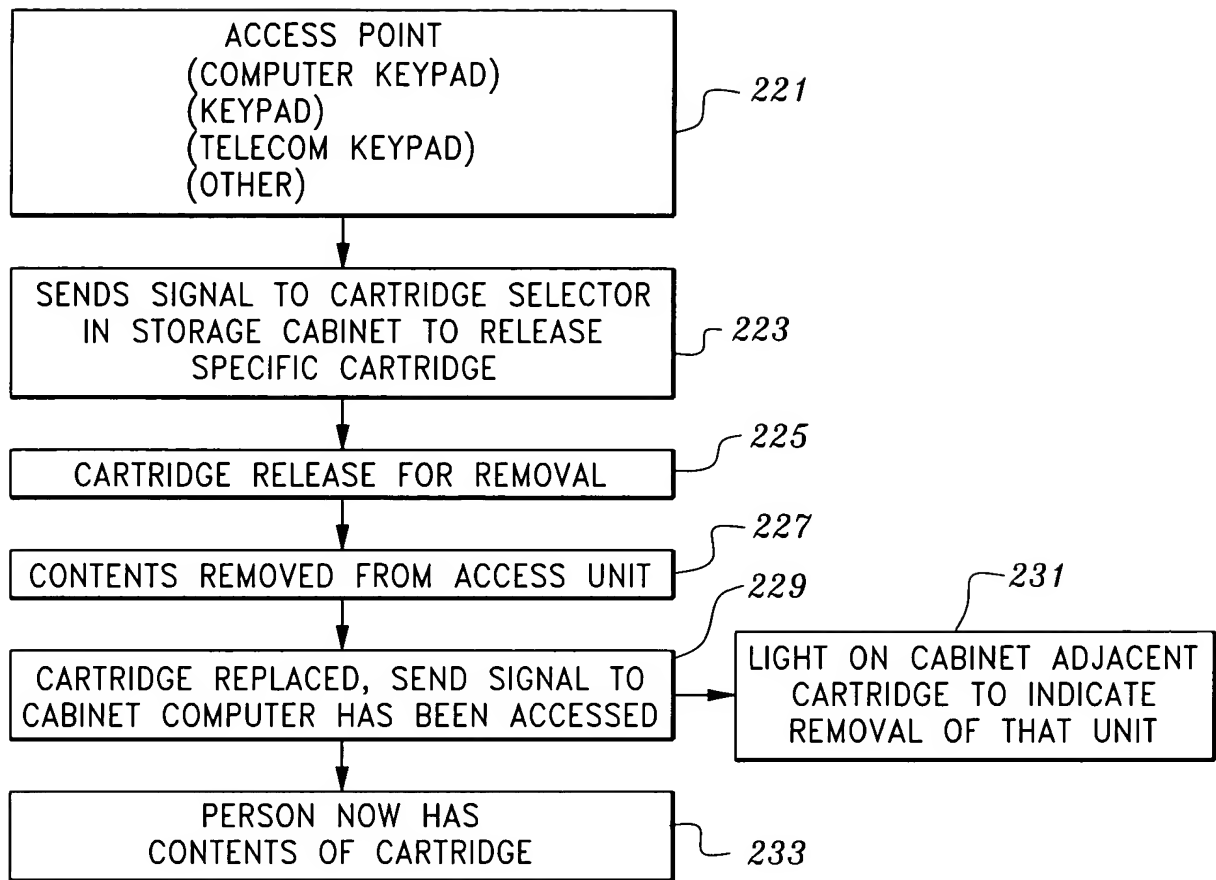 ACCESS POINT
(COMPUTER KEYPAD)
(KEYPAD)
(TELECOM KEYPAD)
(OTHER)
221
SENDS SIGNAL TO CARTRIDGE SELECTOR
IN STORAGE CABINET TO RELEASE
SPECIFIC CARTRIDGE
223
CARTRIDGE RELEASE FOR REMOVAL
225
CONTENTS REMOVED FROM ACCESS UNIT
227
CARTRIDGE REPLACED, SEND SIGNAL TO
CABINET COMPUTER HAS BEEN ACCESSED
229
LIGHT ON CABINET ADJACENT
CARTRIDGE TO INDICATE
REMOVAL OF THAT UNIT
231
PERSON NOW HAS
CONTENTS OF CARTRIDGE
233